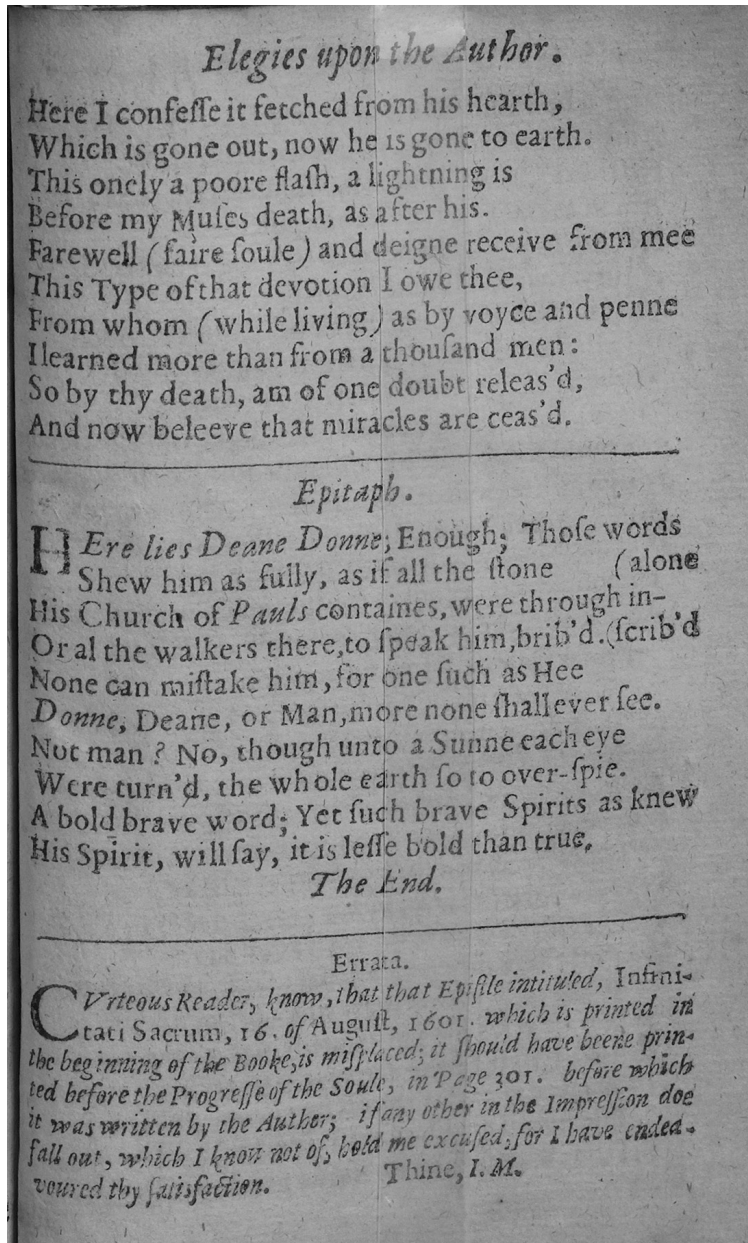 Elegies upon the Author.
Here I confeſſe it fetched from his hearth,
Which is gone out, now he is gone to earth.
This onely a poore flaſh, a lightning is
Before my Muſes death, as after his.
Farewell (faire ſoule) and deigne receive from mee
This Type of that devotion I owe thee,
From whom (while living) as by voyce and penne
I learned more than from a thouſand men:
So by thy death, am of one doubt releas'd,
And now beleeve that miracles are ceas'd.
Epitaph.
HEre lies Deane Donne; Enough; Thoſe words
Shew him as fully, as if all the ſtone (alone
His Church of Pauls containes, were through in-
Or al the walkers there, to ſpeak him, brib'd. (ſcrib'd
None can miſtake him, for one ſuch as Hee
Donne, Deane, or Man, more none ſhall ever ſee.
Not man? No, though unto a Sunne each eye
Were turn'd, the whole earth ſo to over-ſpie.
A bold brave word; Yet ſuch brave Spirits as knew
His Spirit, will ſay, it is leſſe bold than true.
The End.
Errata.
CVrteous Reader, know, that that Epiſtle intituled, Infini-
tati Sacrum, 16. of Auguſt, 1601. which is printed in
the beginning of the Booke, is miſplaced; it ſhould have beene prin-
ted before the Progreſſe of the Soule, in Page 301. before which
it was written by the Author; if any other in the Impreſſion doe
fall out, which I know not of, hold me excuſed, for I have endea-
voured thy ſatisfaction. Thine, I. M.